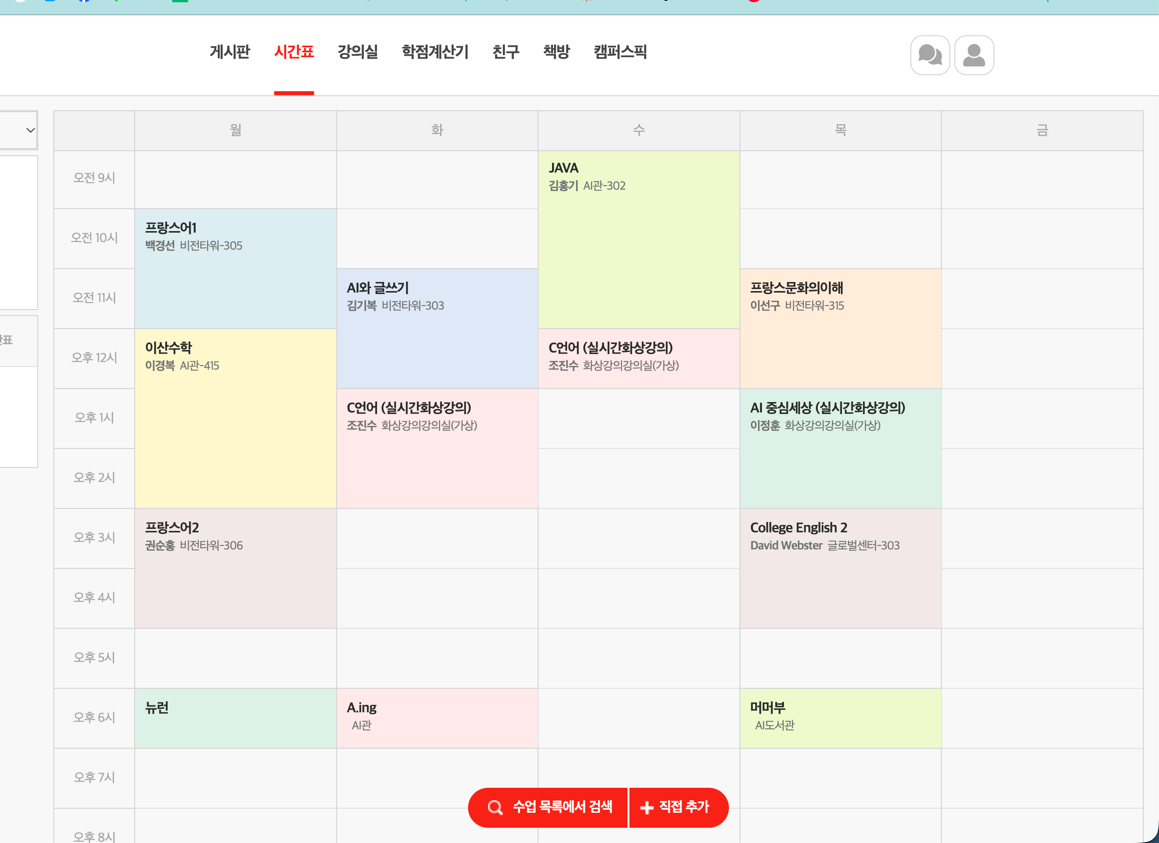 게시판 시간표 강의실 학점계산기 친구 책방 캠퍼스픽
월 화 수 목 금
오전 9시
JAVA
김홍기 AI관-302
오전 10시
프랑스어1
백경선 비전타워-305
오전 11시
AI와 글쓰기
김기복 비전타워-303
프랑스문화의이해
이선구 비전타워-315
오후 12시
이산수학
이경복 AI관-415
C언어 (실시간화상강의)
조진수 화상강의강의실(가상)
오후 1시
C언어 (실시간화상강의)
조진수 화상강의강의실(가상)
AI 중심세상 (실시간화상강의)
이정훈 화상강의강의실(가상)
오후 2시
오후 3시
프랑스어2
권순홍 비전타워-306
College English 2
David Webster 글로벌센터-303
오후 4시
오후 5시
오후 6시
뉴런
A.ing
AI관
머머부
AI도서관
오후 7시
수업 목록에서 검색 직접 추가
오후 8시